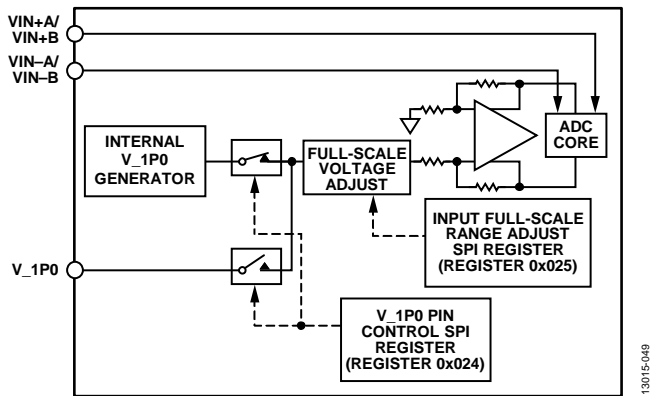 VIN+A/
VIN+B
VIN–A/
VIN–B
INTERNAL
V_1P0
GENERATOR
FULL-SCALE
VOLTAGE
ADJUST
ADC
CORE
INPUT FULL-SCALE
RANGE ADJUST
SPI REGISTER
(REGISTER 0x025)
V_1P0
V_1P0 PIN
CONTROL SPI
REGISTER
(REGISTER 0x024)
13015-049